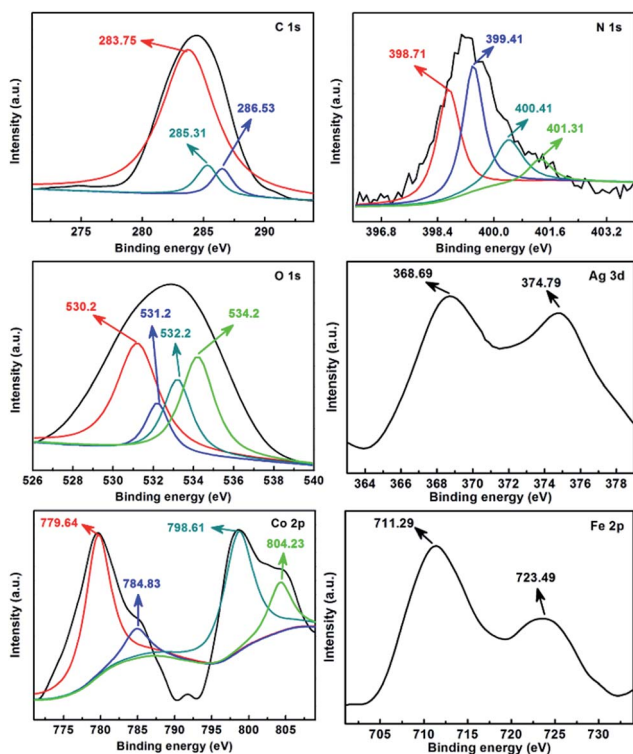 C 1s
283.75
286.53
285.31
Intensity (a.u.)
275 280 285 290
Binding energy (eV)
N 1s
399.41
398.71
400.41
401.31
Intensity (a.u.)
396.8 398.4 400.0 401.6 403.2
Binding energy (eV)
O 1s
530.2
531.2
534.2
532.2
Intensity (a.u.)
526 528 530 532 534 536 538 540
Binding energy (eV)
Ag 3d
368.69
374.79
Intensity (a.u.)
364 366 368 370 372 374 376 378
Binding energy (eV)
Co 2p
779.64
798.61
804.23
784.83
Intensity (a.u.)
775 780 785 790 795 800 805
Binding energy (eV)
Fe 2p
711.29
723.49
Intensity (a.u.)
705 710 715 720 725 730
Binding energy (eV)